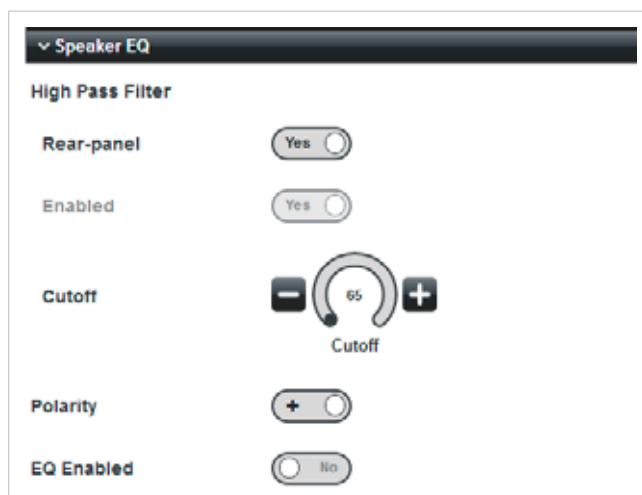 Speaker EQ
High Pass Filter
Rear-panel Yes
Enabled Yes
Cutoff 65
Cutoff
Polarity +
EQ Enabled No